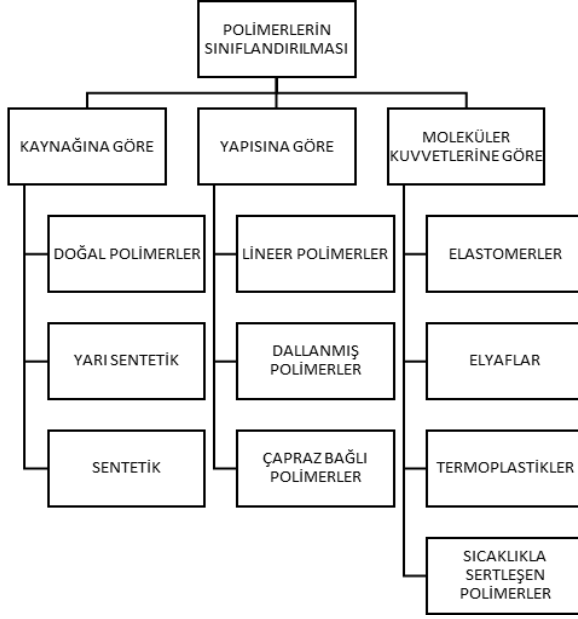 POLİMERLERİN
SINIFLANDIRILMASI
KAYNAĞINA GÖRE
DOĞAL POLİMERLER
YARI SENTETİK
SENTETİK
YAPISINA GÖRE
LİNEER POLİMERLER
DALLANMIŞ
POLİMERLER
ÇAPRAZ BAĞLI
POLİMERLER
MOLEKÜLER
KUVVETLERİNE GÖRE
ELASTOMERLER
ELYAFLAR
TERMOPLASTİKLER
SICAKLIKLA
SERTLEŞEN
POLİMERLER